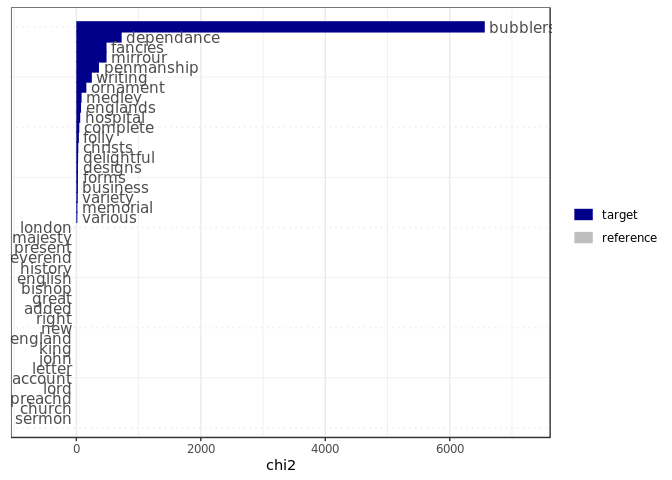 bubblers
dependance
fancies
mirrour
penmanship
writing
ornament
medley
englands
hospital
complete
folly
christs
delightful
designs
forms
business
variety
memorial
various
london
majesty
present
everend
history
english
bishop
great
added
right
new
england
king
john
letter
account
lord
preachd
church
sermon
target
reference
0 2000 4000 6000
chi2